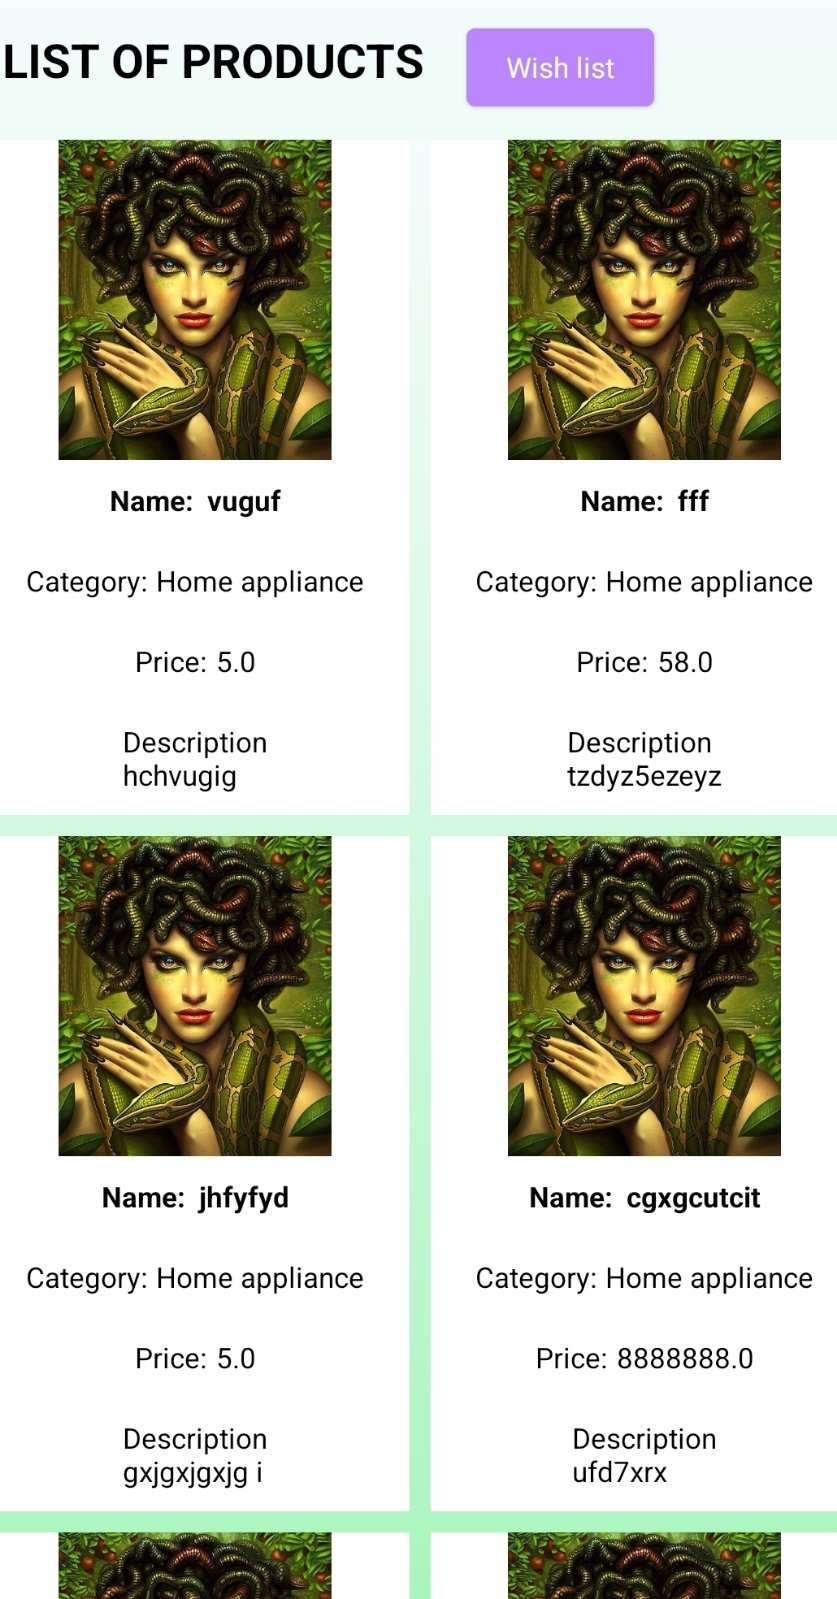 LIST OF PRODUCTS
Wish list
Name: vuguf
Category: Home appliance
Price: 5.0
Description
hchvugig
Name: fff
Category: Home appliance
Price: 58.0
Description
tzdyz5ezeyz
Name: jhfyfyd
Category: Home appliance
Price: 5.0
Description
gxjgxjgxjg i
Name: cgxgcutcit
Category: Home appliance
Price: 8888888.0
Description
ufd7xrx